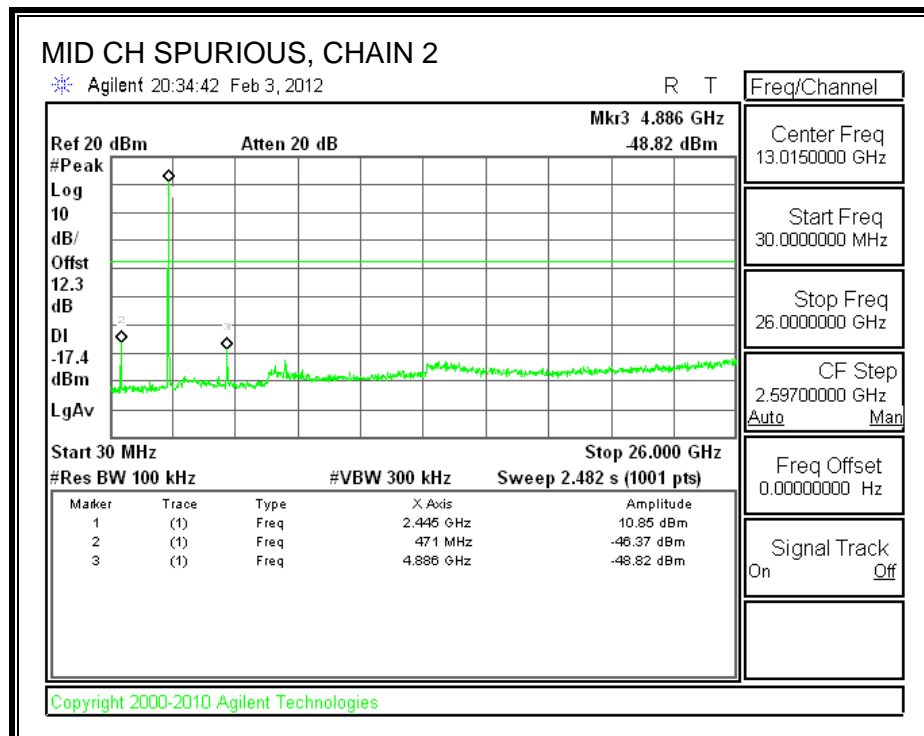 MID CH SPURIOUS, CHAIN 2
Agilent 20:34:42 Feb 3, 2012 R T
Freq/Channel
Mkr3 4.886 GHz
Ref 20 dBm Atten 20 dB -48.82 dBm
#Peak
Log
10
dB/
Offst
12.3
dB
DI
-17.4
dBm
LgAv
2
3
Start 30 MHz Stop 26.000 GHz
#Res BW 100 kHz #VBW 300 kHz Sweep 2.482 s (1001 pts)
Marker Trace Type X Axis Amplitude
1 (1) Freq 2.445 GHz 10.85 dBm
2 (1) Freq 471 MHz -46.37 dBm
3 (1) Freq 4.886 GHz -48.82 dBm
Center Freq
13.0150000 GHz
Start Freq
30.0000000 MHz
Stop Freq
26.0000000 GHz
CF Step
2.59700000 GHz
Auto Man
Freq Offset
0.00000000 Hz
Signal Track
On Off
Copyright 2000-2010 Agilent Technologies